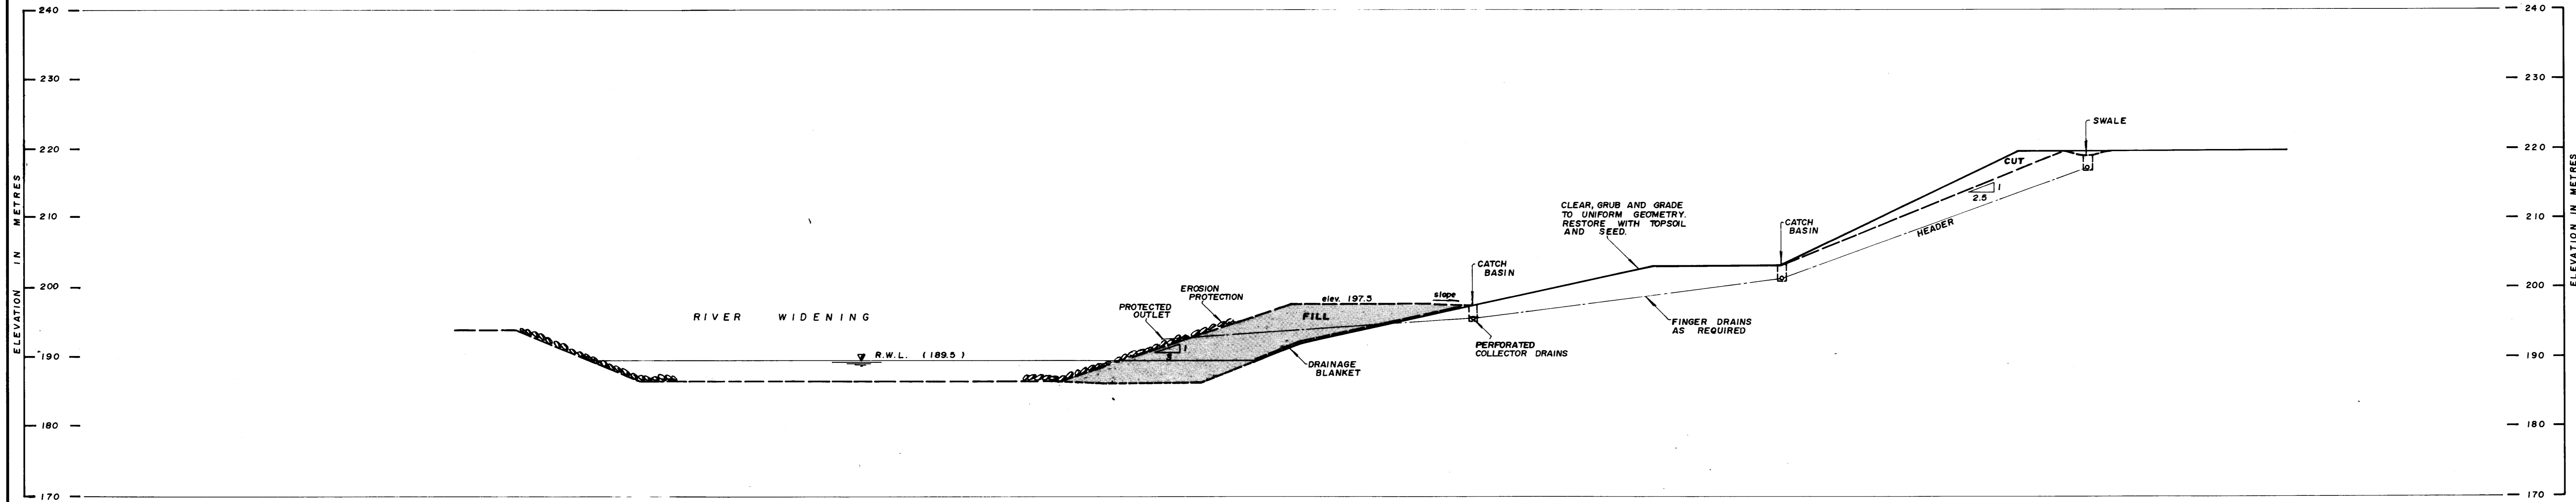 240
230
220
210
200
190
180
170
ELEVATION IN METRES
RIVER WIDENING
R.W.L. (189.5)
PROTECTED
OUTLET
EROSION
PROTECTION
1
3
elev. 197.5
slope
FILL
DRAINAGE
BLANKET
CATCH
BASIN
PERFORATED
COLLECTOR DRAINS
CLEAR, GRUB AND GRADE
TO UNIFORM GEOMETRY.
RESTORE WITH TOPSOIL
AND SEED.
FINGER DRAINS
AS REQUIRED
CATCH
BASIN
HEADER
CUT
1
2.5
SWALE
240
230
220
210
200
190
180
170
ELEVATION IN METRES